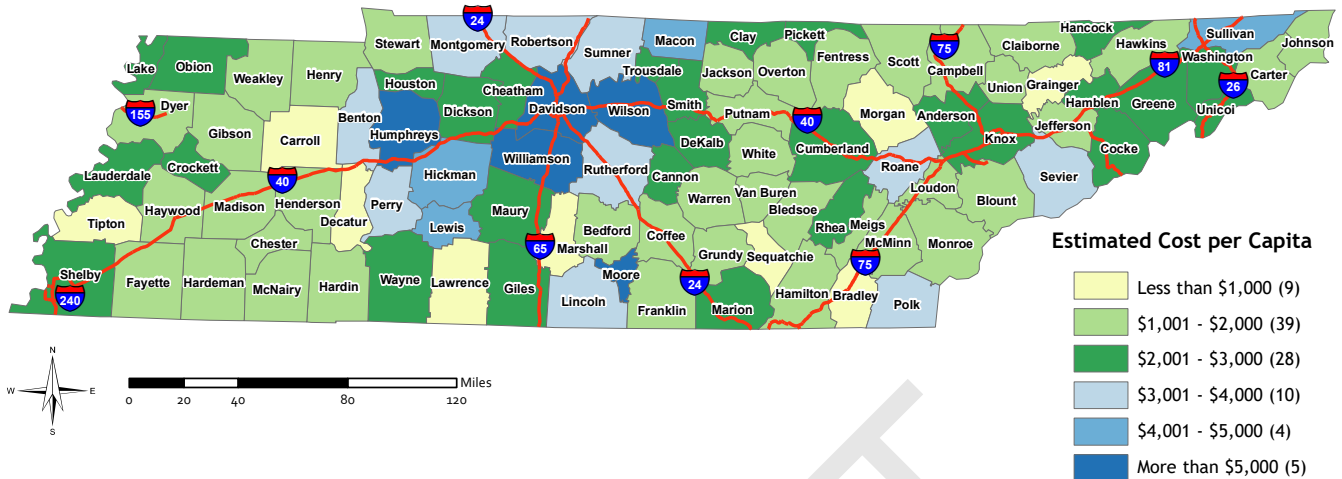 24
Stewart
Montgomery
Robertson
Sumner
Macon
Clay
Pickett
Fentress
Scott
75
Campbell
Claiborne
Hancock
Hawkins
81
Sullivan
Washington
Johnson
Carter
26
Unicoi
Lake
Obion
Weakley
Henry
Houston
Cheatham
Trousdale
Jackson
Overton
Union
Grainger
Hamblen
Greene
155
Dyer
Gibson
Carroll
Benton
Humphreys
Dickson
Davidson
Wilson
Smith
Putnam
40
Morgan
Anderson
Knox
Jefferson
Cocke
Lauderdale
Crockett
40
Williamson
Rutherford
DeKalb
White
Cumberland
Roane
Loudon
Sevier
Hickman
Cannon
Warren
Van Buren
Bledsoe
Blount
Tipton
Haywood
Madison
Henderson
Decatur
Perry
Lewis
Maury
65
Marshall
Bedford
Coffee
Grundy
Sequatchie
Rhea
Meigs
McMinn
Monroe
75
Chester
Shelby
240
Fayette
Hardeman
McNairy
Hardin
Wayne
Lawrence
Giles
Moore
Lincoln
Franklin
24
Marion
Hamilton
Bradley
Polk
Estimated Cost per Capita
Less than $1,000 (9)
$1,001 - $2,000 (39)
$2,001 - $3,000 (28)
$3,001 - $4,000 (10)
$4,001 - $5,000 (4)
More than $5,000 (5)
N
W E
S
Miles
0 20 40 80 120